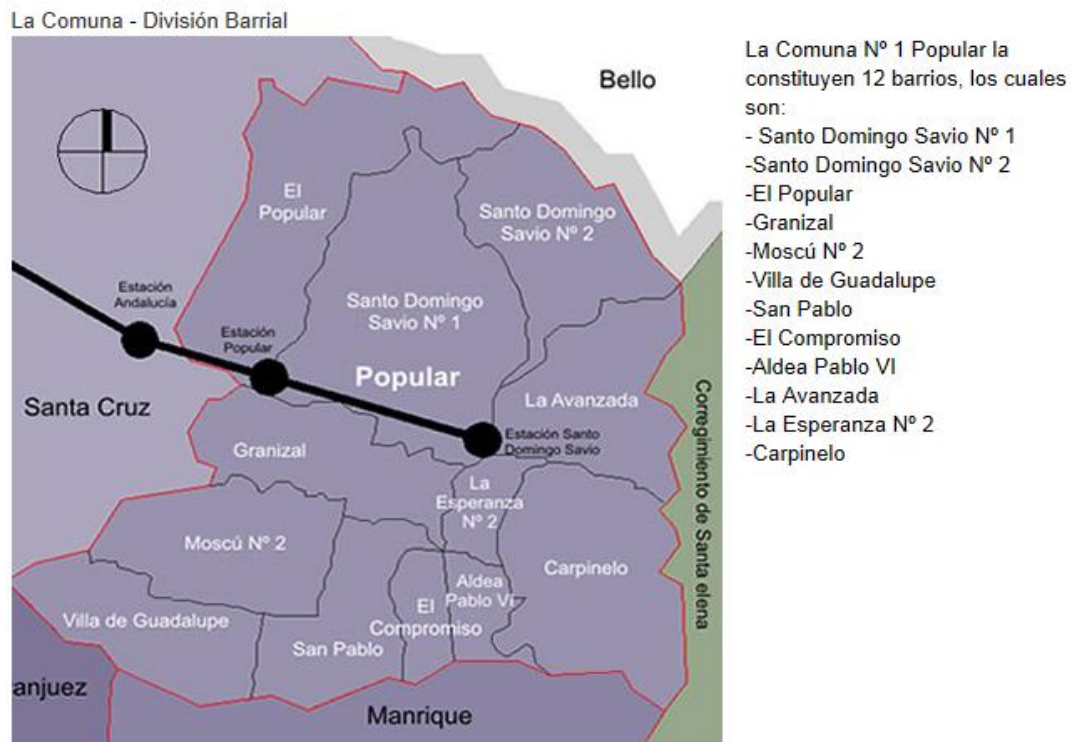 La Comuna - División Barrial
Bello
El
Popular
Santo Domingo
Savio Nº 2
Estación
Andalucía
Santo Domingo
Savio Nº 1
Estación
Popular
Popular
Santa Cruz
La Avanzada
Estación Santo
Domingo Savio
Granizal
La
Esperanza
Nº 2
Moscú Nº 2
Carpinelo
Aldea
Pablo VI
El
Compromiso
Villa de Guadalupe
San Pablo
Corregimiento de Santa elena
anjuez
Manrique
La Comuna Nº 1 Popular la
constituyen 12 barrios, los cuales
son:
- Santo Domingo Savio Nº 1
-Santo Domingo Savio Nº 2
-El Popular
-Granizal
-Moscú Nº 2
-Villa de Guadalupe
-San Pablo
-El Compromiso
-Aldea Pablo VI
-La Avanzada
-La Esperanza Nº 2
-Carpinelo